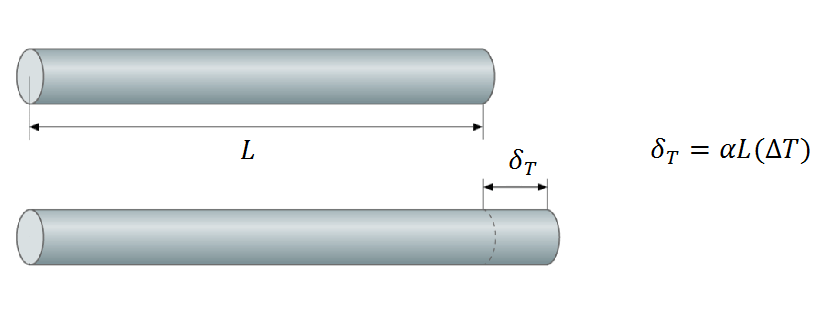 L
δ_T
δ_T = αL(ΔT)